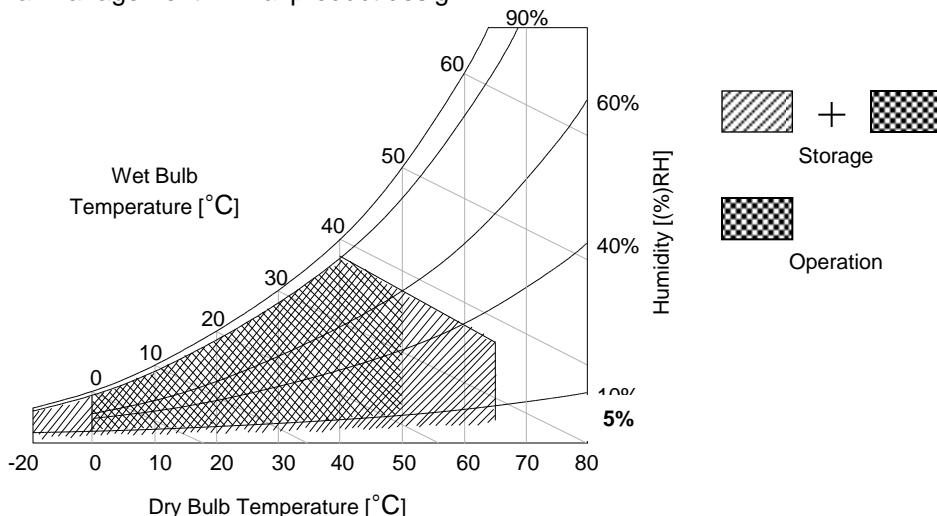 90%
60
60%
50
Wet Bulb
Temperature [°C]
Humidity [(%)RH]
Storage
40
40%
30
Operation
20
10
0
5%
-20 0 10 20 30 40 50 60 70 80
Dry Bulb Temperature [°C]